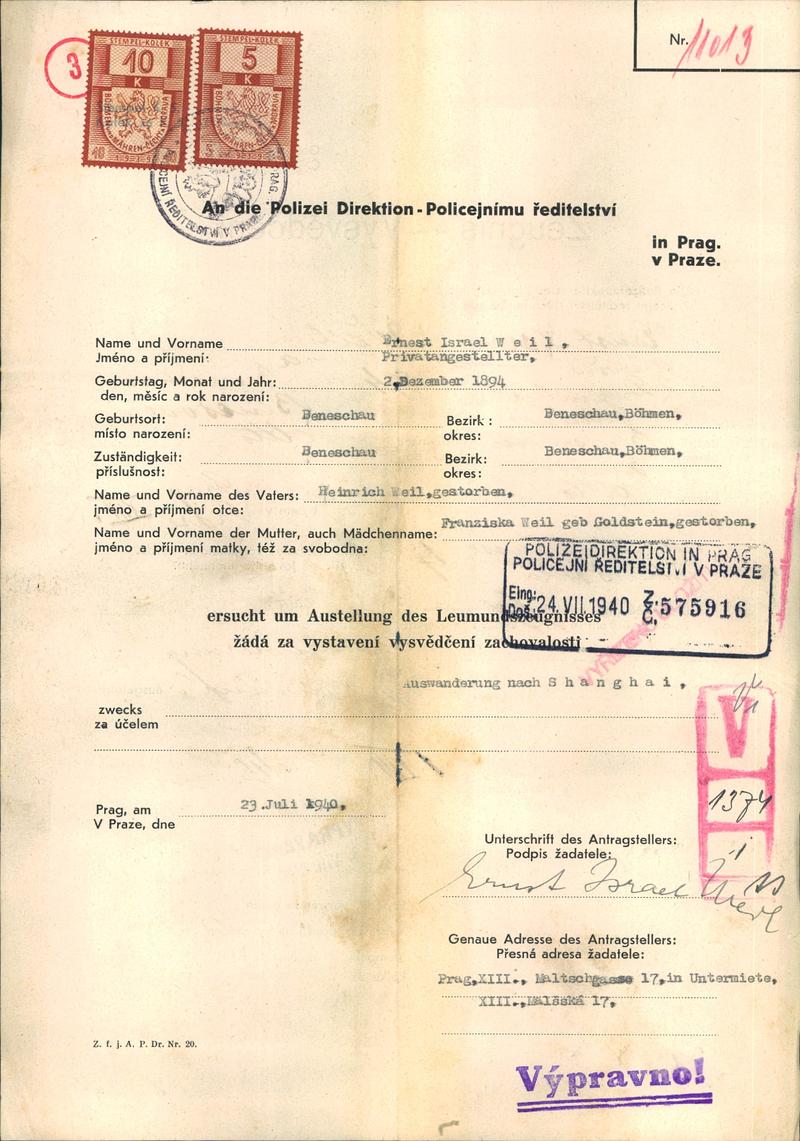 3
STEMPEL-KOLEK
10
K
STEMPEL-KOLEK
5
K
Nr. 11013
An die Polizei Direktion - Policejnímu ředitelství
in Prag.
v Praze.
Name und Vorname Ernest Israel W e i l ,
Jméno a příjmení: Privatangestellter,
Geburtstag, Monat und Jahr: 2.Dezember 1894
den, měsíc a rok narození:
Geburtsort: Beneschau Bezirk: Beneschau,Böhmen,
místo narození: okres:
Zuständigkeit: Beneschau Bezirk: Beneschau,Böhmen,
příslušnost: okres:
Name und Vorname des Vaters: Heinrich Weil,gestorben,
jméno a příjmení otce:
Franziska Weil geb Goldstein,gestorben,
Name und Vorname der Mutter, auch Mädchenname:
jméno a příjmení matky, též za svobodna:
POLIZEIDIREKTION IN PRAG
POLICEJNÍ ŘEDITELSTVÍ V PRAZE
Eing: 24. VII. 1940 Z: 575916
Doš: Č,
ersucht um Austellung des Leumundszeugnisses
žádá za vystavení vysvědčení zachovalosti
Auswanderung nach S h a n g h a i ,
zwecks
za účelem
V
1374
Prag, am 23.Juli 1940,
V Praze, dne
Unterschrift des Antragstellers:
Podpis žadatele:
Ernst Israel Weil
Genaue Adresse des Antragstellers:
Přesná adresa žadatele:
Prag,XIII., Maltschgasse 17,in Untermiete,
XIII.,Malšská 17,
Z. f. j. A. P. Dr. Nr. 20.
Výpravno!